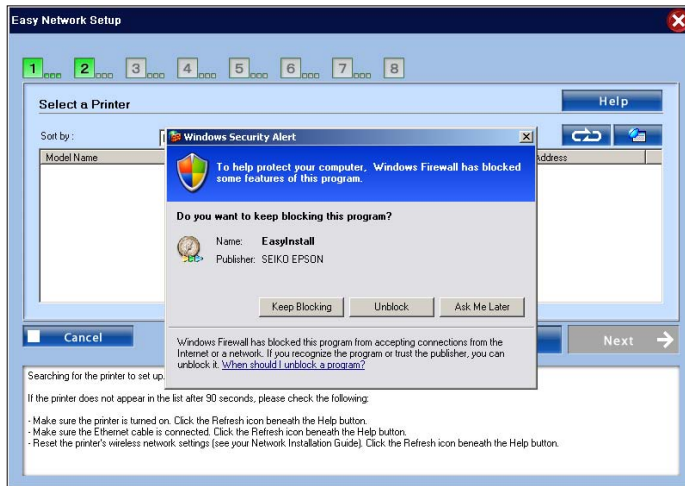 Easy Network Setup
1 2 3 4 5 6 7 8
Select a Printer
Help
Sort by :
Model Name
Address
Windows Security Alert
To help protect your computer, Windows Firewall has blocked
some features of this program.
Do you want to keep blocking this program?
Name: EasyInstall
Publisher: SEIKO EPSON
Keep Blocking
Unblock
Ask Me Later
Windows Firewall has blocked this program from accepting connections from the
Internet or a network. If you recognize the program or trust the publisher, you can
unblock it. When should I unblock a program?
Cancel
Next
Searching for the printer to set up.
If the printer does not appear in the list after 90 seconds, please check the following:
- Make sure the printer is turned on. Click the Refresh icon beneath the Help button.
- Make sure the Ethernet cable is connected. Click the Refresh icon beneath the Help button.
- Reset the printer's wireless network settings (see your Network Installation Guide). Click the Refresh icon beneath the Help button.